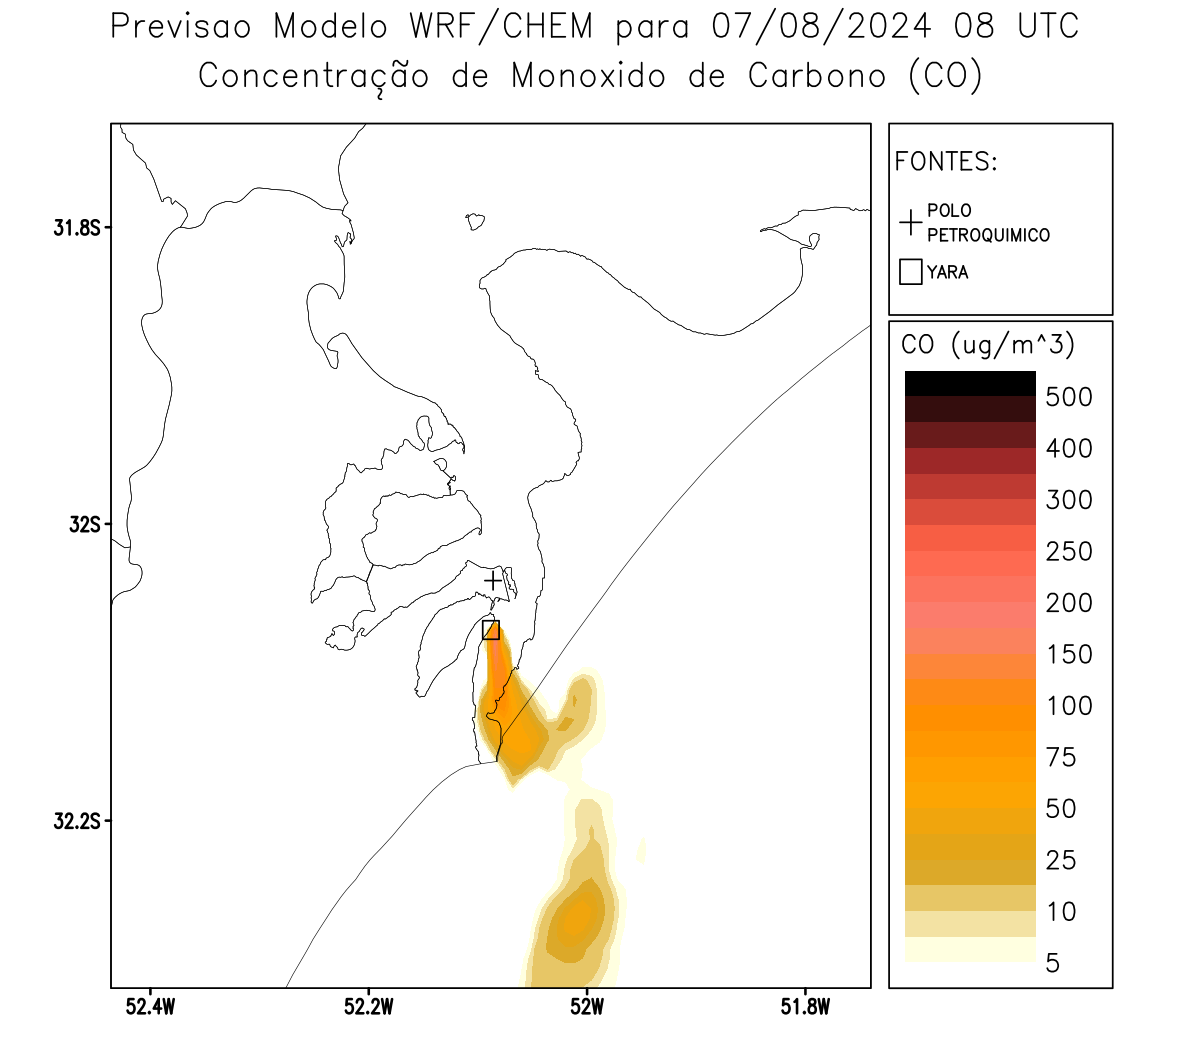 Previsao Modelo WRF/CHEM para 07/08/2024 08 UTC
Concentração de Monoxido de Carbono (CO)
FONTES:
POLO
PETROQUIMICO
YARA
CO (ug/m^3)
500
400
300
250
200
150
100
75
50
25
10
5
31.8S
32S
32.2S
52.4W
52.2W
52W
51.8W